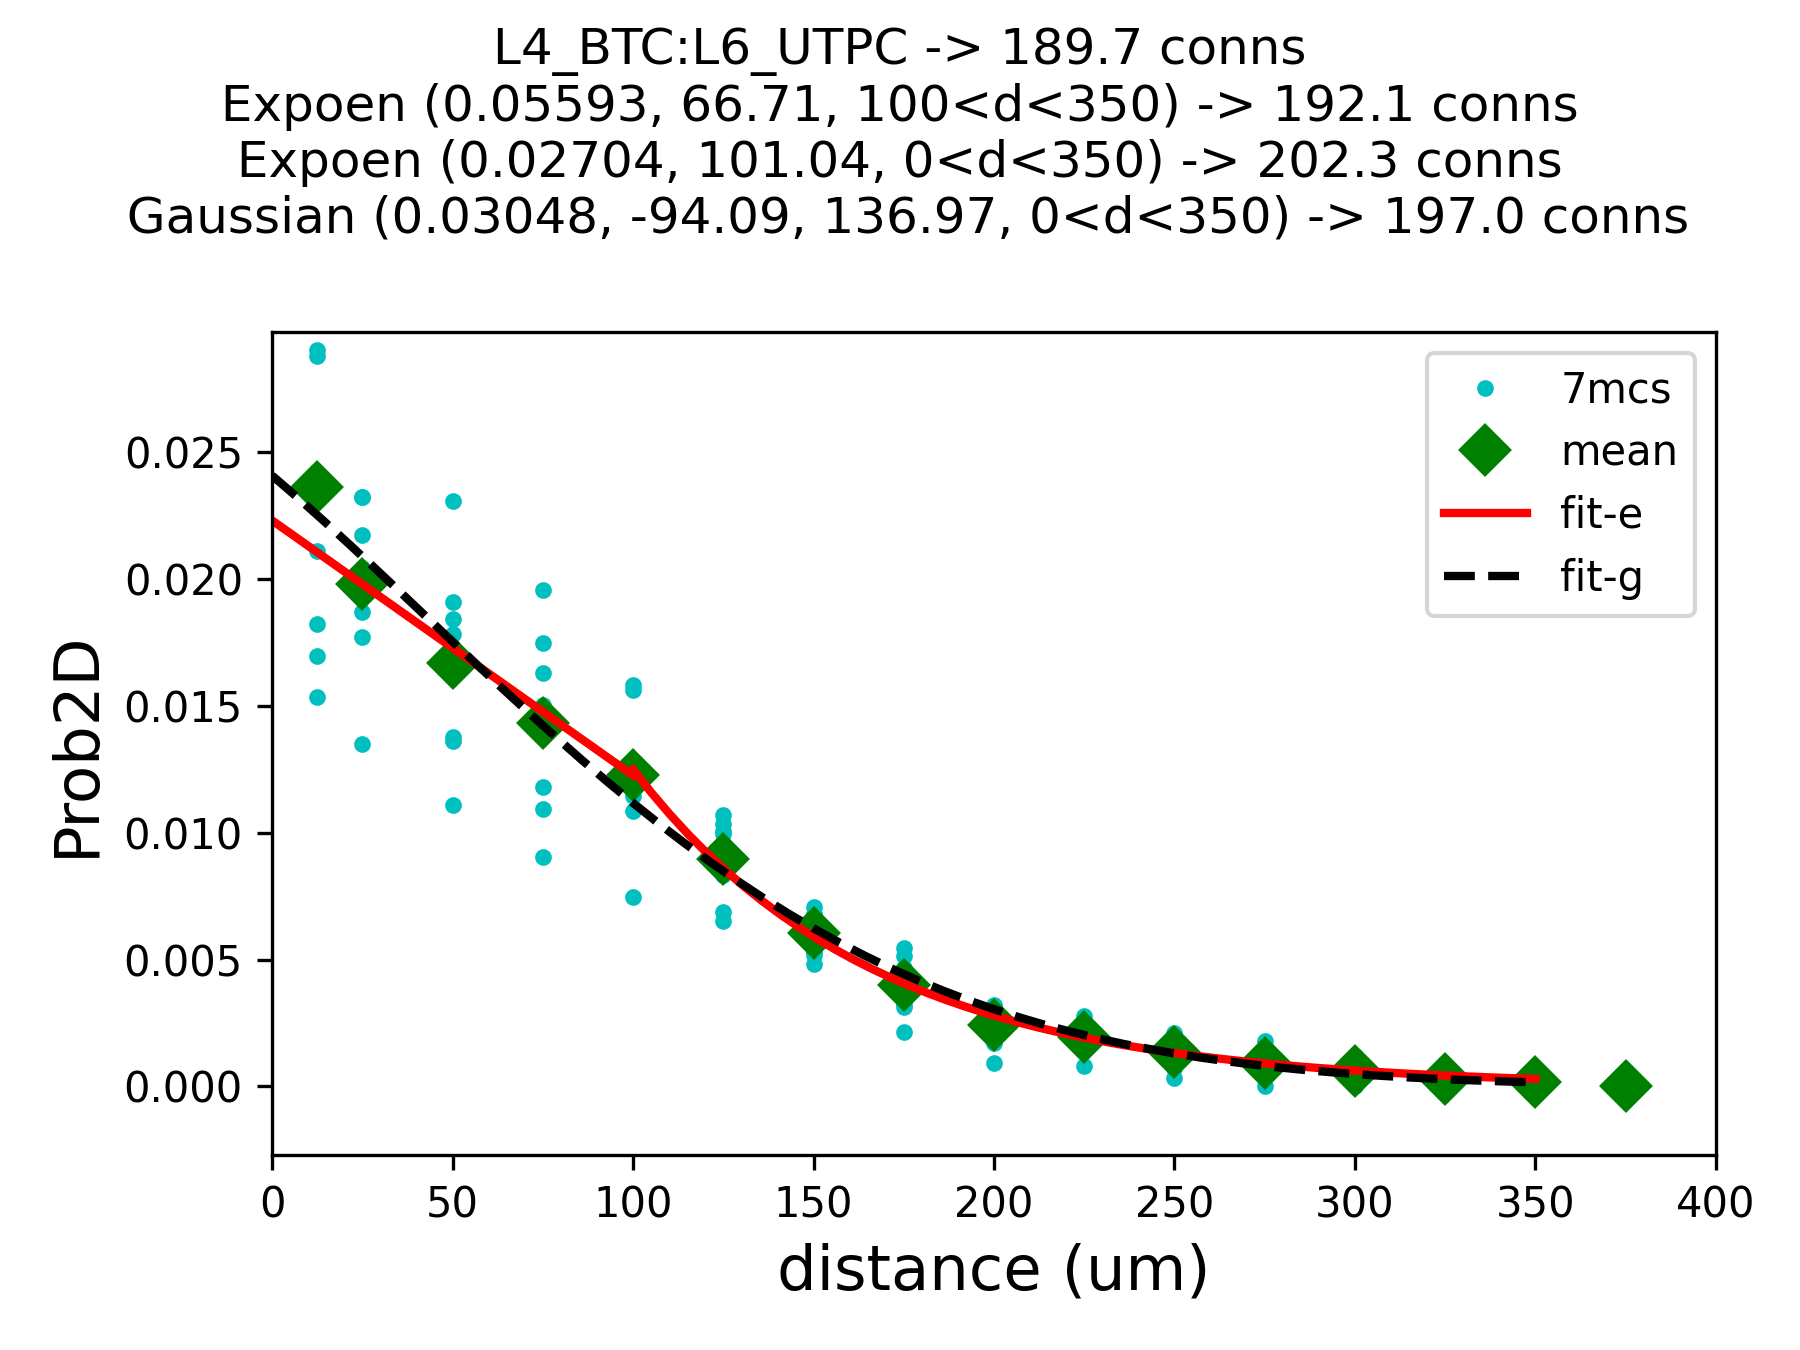 L4_BTC:L6_UTPC -> 189.7 conns
Expoen (0.05593, 66.71, 100<d<350) -> 192.1 conns
Expoen (0.02704, 101.04, 0<d<350) -> 202.3 conns
Gaussian (0.03048, -94.09, 136.97, 0<d<350) -> 197.0 conns
7mcs
mean
fit-e
fit-g
0.025
0.020
0.015
0.010
0.005
0.000
Prob2D
0 50 100 150 200 250 300 350 400
distance (um)